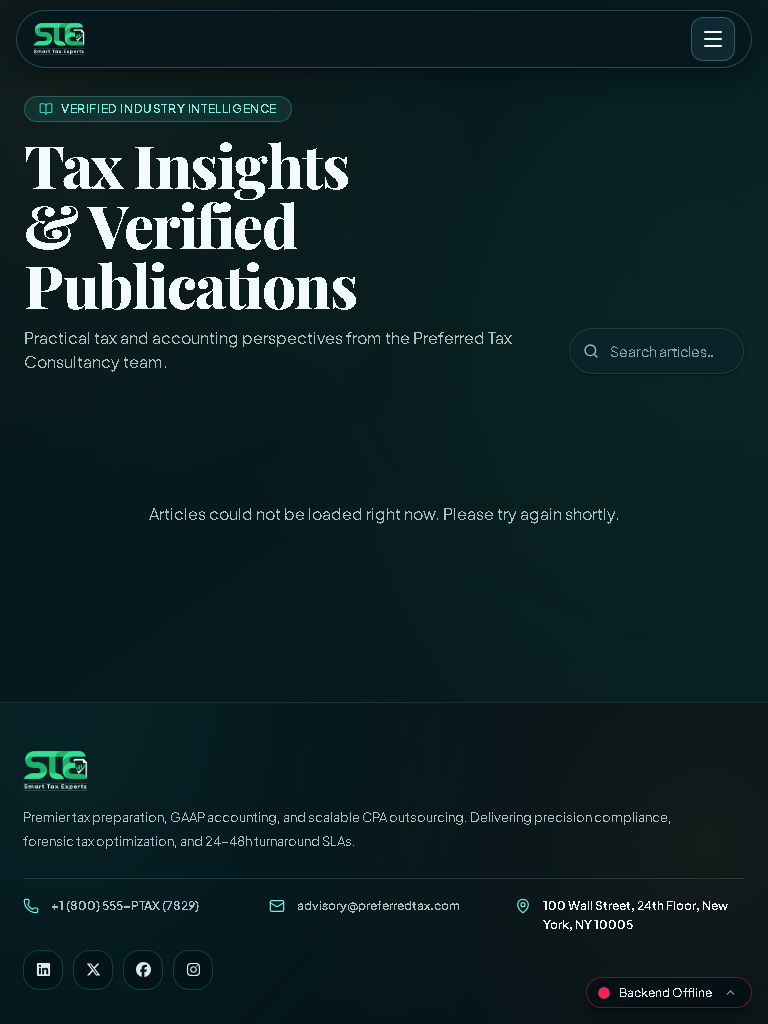 STE
Smart Tax Experts
VERIFIED INDUSTRY INTELLIGENCE
Tax Insights
& Verified
Publications
Practical tax and accounting perspectives from the Preferred Tax
Consultancy team.
Search articles..
Articles could not be loaded right now. Please try again shortly.
STE
Smart Tax Experts
Premier tax preparation, GAAP accounting, and scalable CPA outsourcing. Delivering precision compliance,
forensic tax optimization, and 24–48h turnaround SLAs.
+1 (800) 555-PTAX (7829)
advisory@preferredtax.com
100 Wall Street, 24th Floor, New
York, NY 10005
Backend Offline